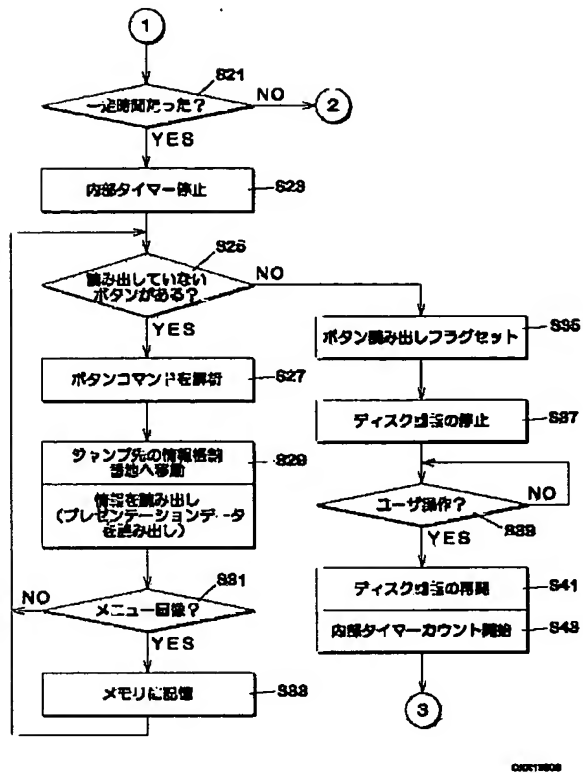 1
S21
一定時間たった?
NO
2
YES
内部タイマー停止
S23
S25
読み出していない
ボタンがある?
NO
YES
ボタンコマンドを解析
S27
ジャンプ先の情報格納
番地へ移動
S29
情報を読み出し
(プレゼンテーションデータ
を読み出し)
S31
NO
メニュー画像?
YES
メモリに記憶
S33
ボタン読み出しフラグセット
S35
ディスク回転の停止
S37
ユーザ操作?
NO
S39
YES
ディスク回転の再開
S41
内部タイマーカウント開始
S43
3